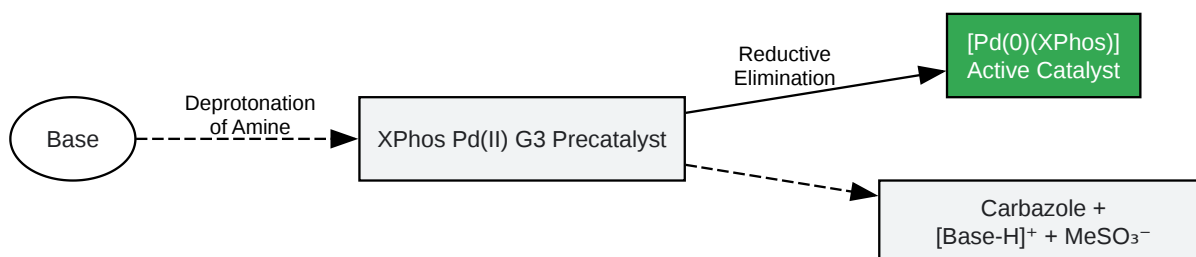 Base
Deprotonation
of Amine
XPhos Pd(II) G3 Precatalyst
Reductive
Elimination
[Pd(0)(XPhos)]
Active Catalyst
Carbazole +
[Base-H]⁺ + MeSO₃⁻